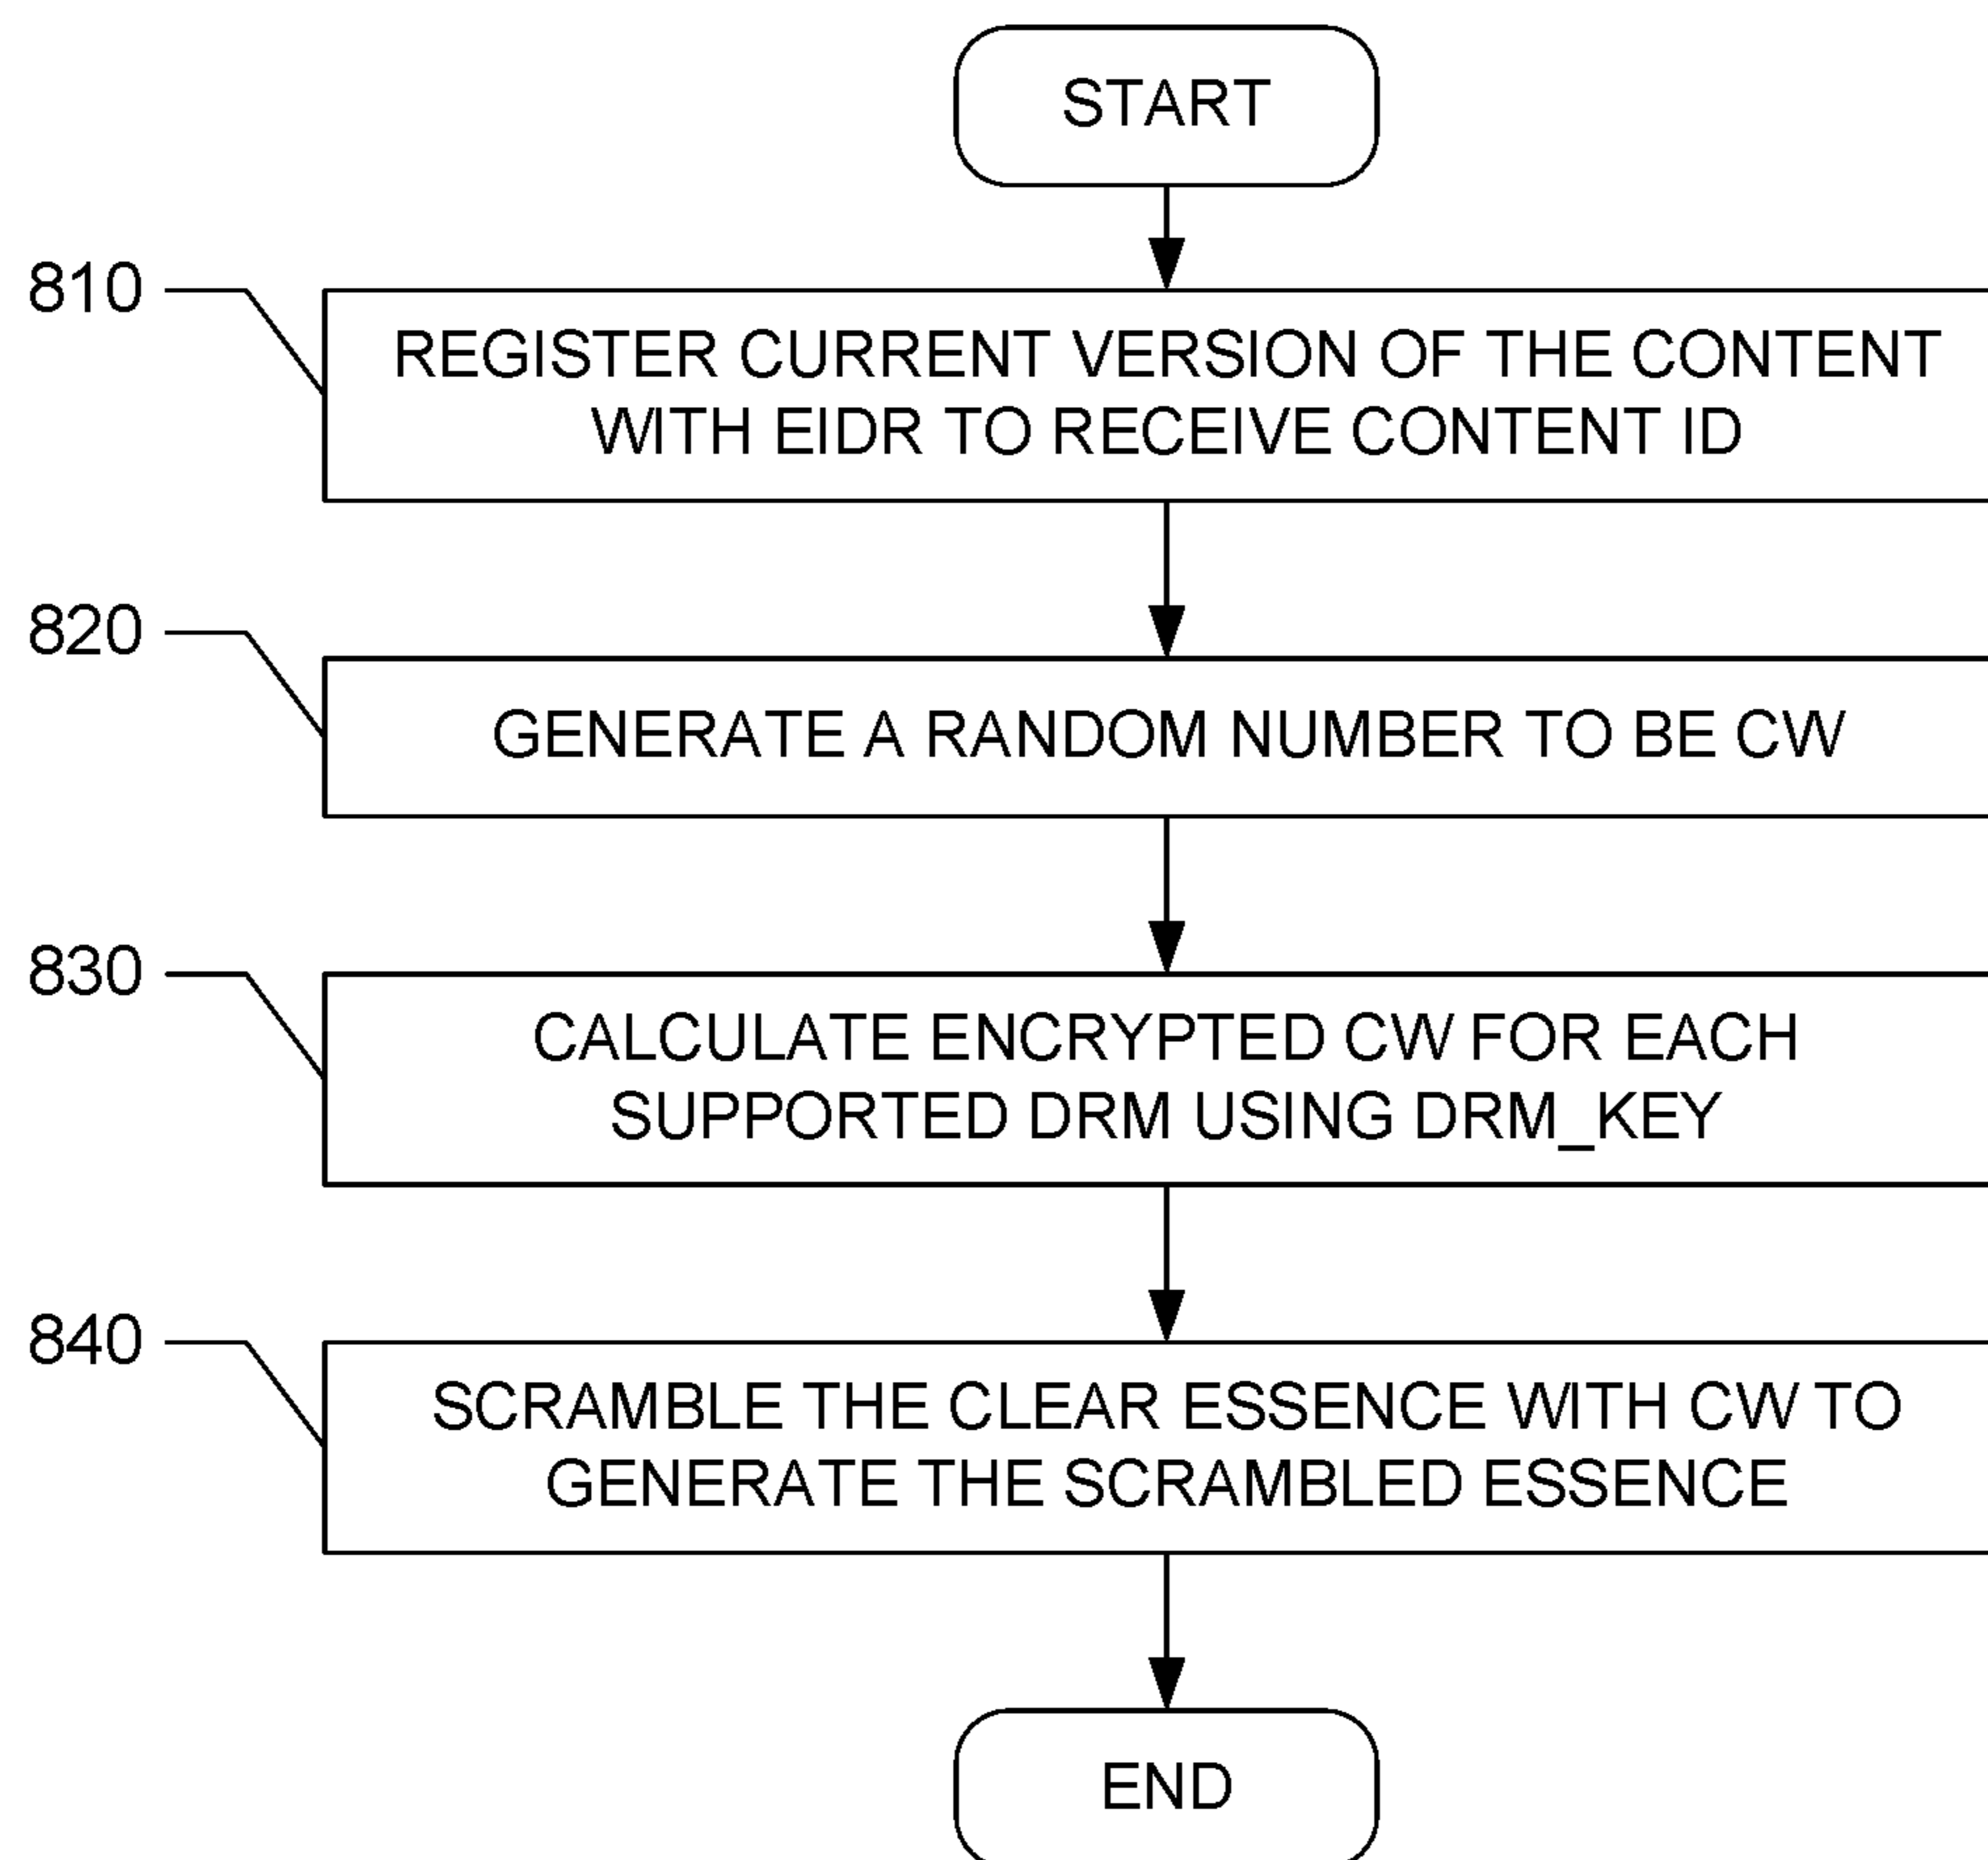 START
810
REGISTER CURRENT VERSION OF THE CONTENT
WITH EIDR TO RECEIVE CONTENT ID
820
GENERATE A RANDOM NUMBER TO BE CW
830
CALCULATE ENCRYPTED CW FOR EACH
SUPPORTED DRM USING DRM_KEY
840
SCRAMBLE THE CLEAR ESSENCE WITH CW TO
GENERATE THE SCRAMBLED ESSENCE
END